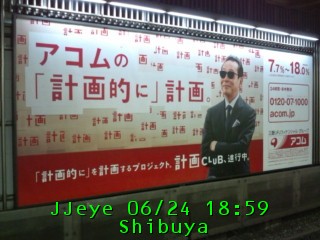 アコムの
「計画的に」計画。
7.7%~18.0%
0120-07-1000
acom.jp
アコム
「計画的に」を計画するプロジェクト、計画CLUB、進行中。
JJeye 06/24 18:59
Shibuya